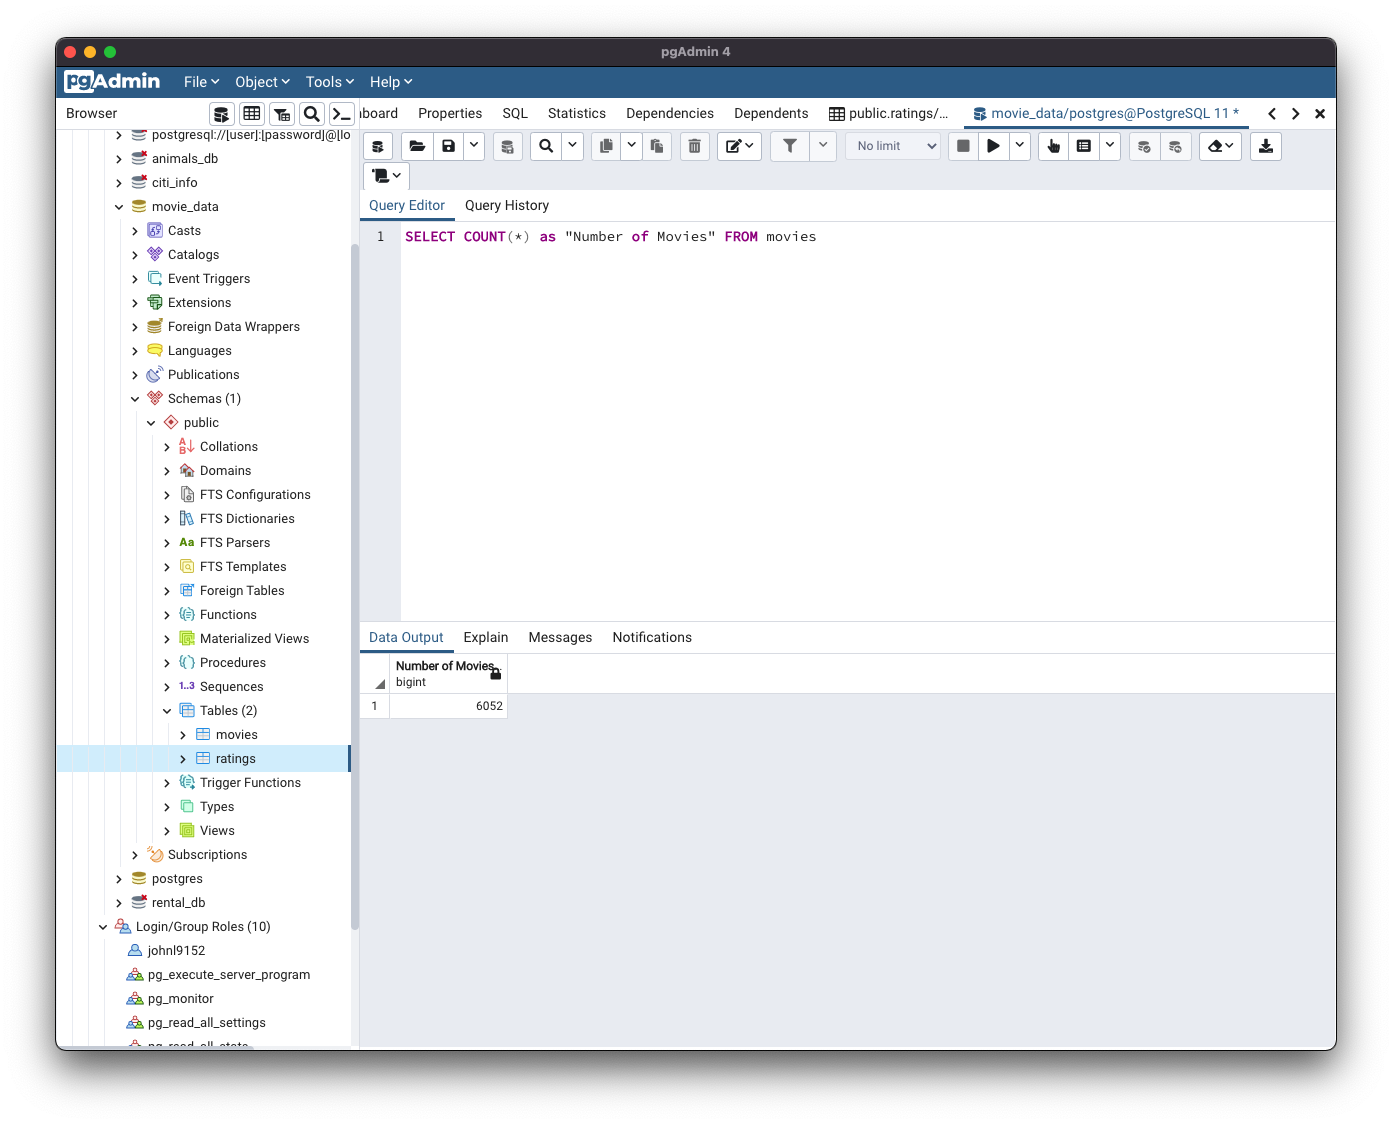 pgAdmin 4
pgAdmin File Object Tools Help
Browser
board Properties SQL Statistics Dependencies Dependents public.ratings/... movie_data/postgres@PostgreSQL 11 *
postgresql://[user]:[password]@[lo
animals_db
citi_info
movie_data
Casts
Catalogs
Event Triggers
Extensions
Foreign Data Wrappers
Languages
Publications
Schemas (1)
public
Collations
Domains
FTS Configurations
FTS Dictionaries
Aa FTS Parsers
FTS Templates
Foreign Tables
Functions
Materialized Views
Procedures
1..3 Sequences
Tables (2)
movies
ratings
Trigger Functions
Types
Views
Subscriptions
postgres
rental_db
Login/Group Roles (10)
johnl9152
pg_execute_server_program
pg_monitor
pg_read_all_settings
pg_read_all_stats
No limit
Query Editor Query History
1 SELECT COUNT(*) as "Number of Movies" FROM movies
Data Output Explain Messages Notifications
Number of Movies
bigint
1 6052